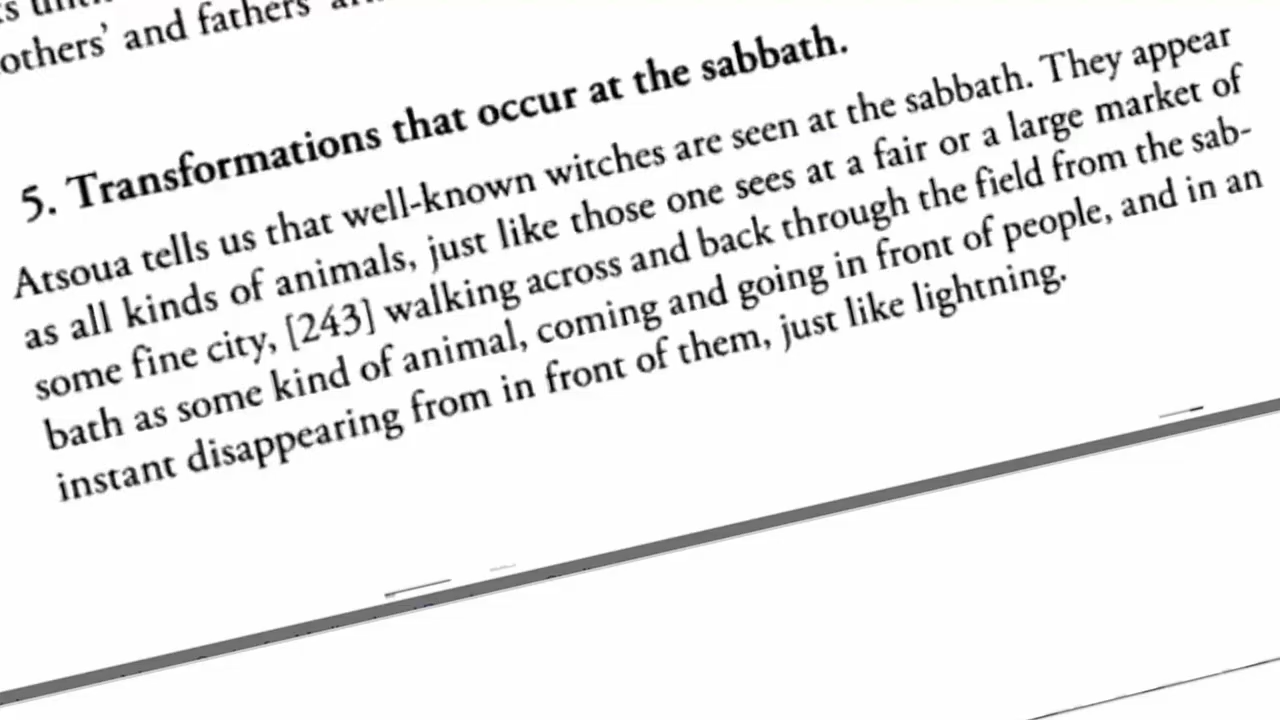 others' and fathers'
5. Transformations that occur at the sabbath.
Atsoua tells us that well-known witches are seen at the sabbath. They appear
as all kinds of animals, just like those one sees at a fair or a large market of
some fine city, [243] walking across and back through the field from the sab-
bath as some kind of animal, coming and going in front of people, and in an
instant disappearing from in front of them, just like lightning.